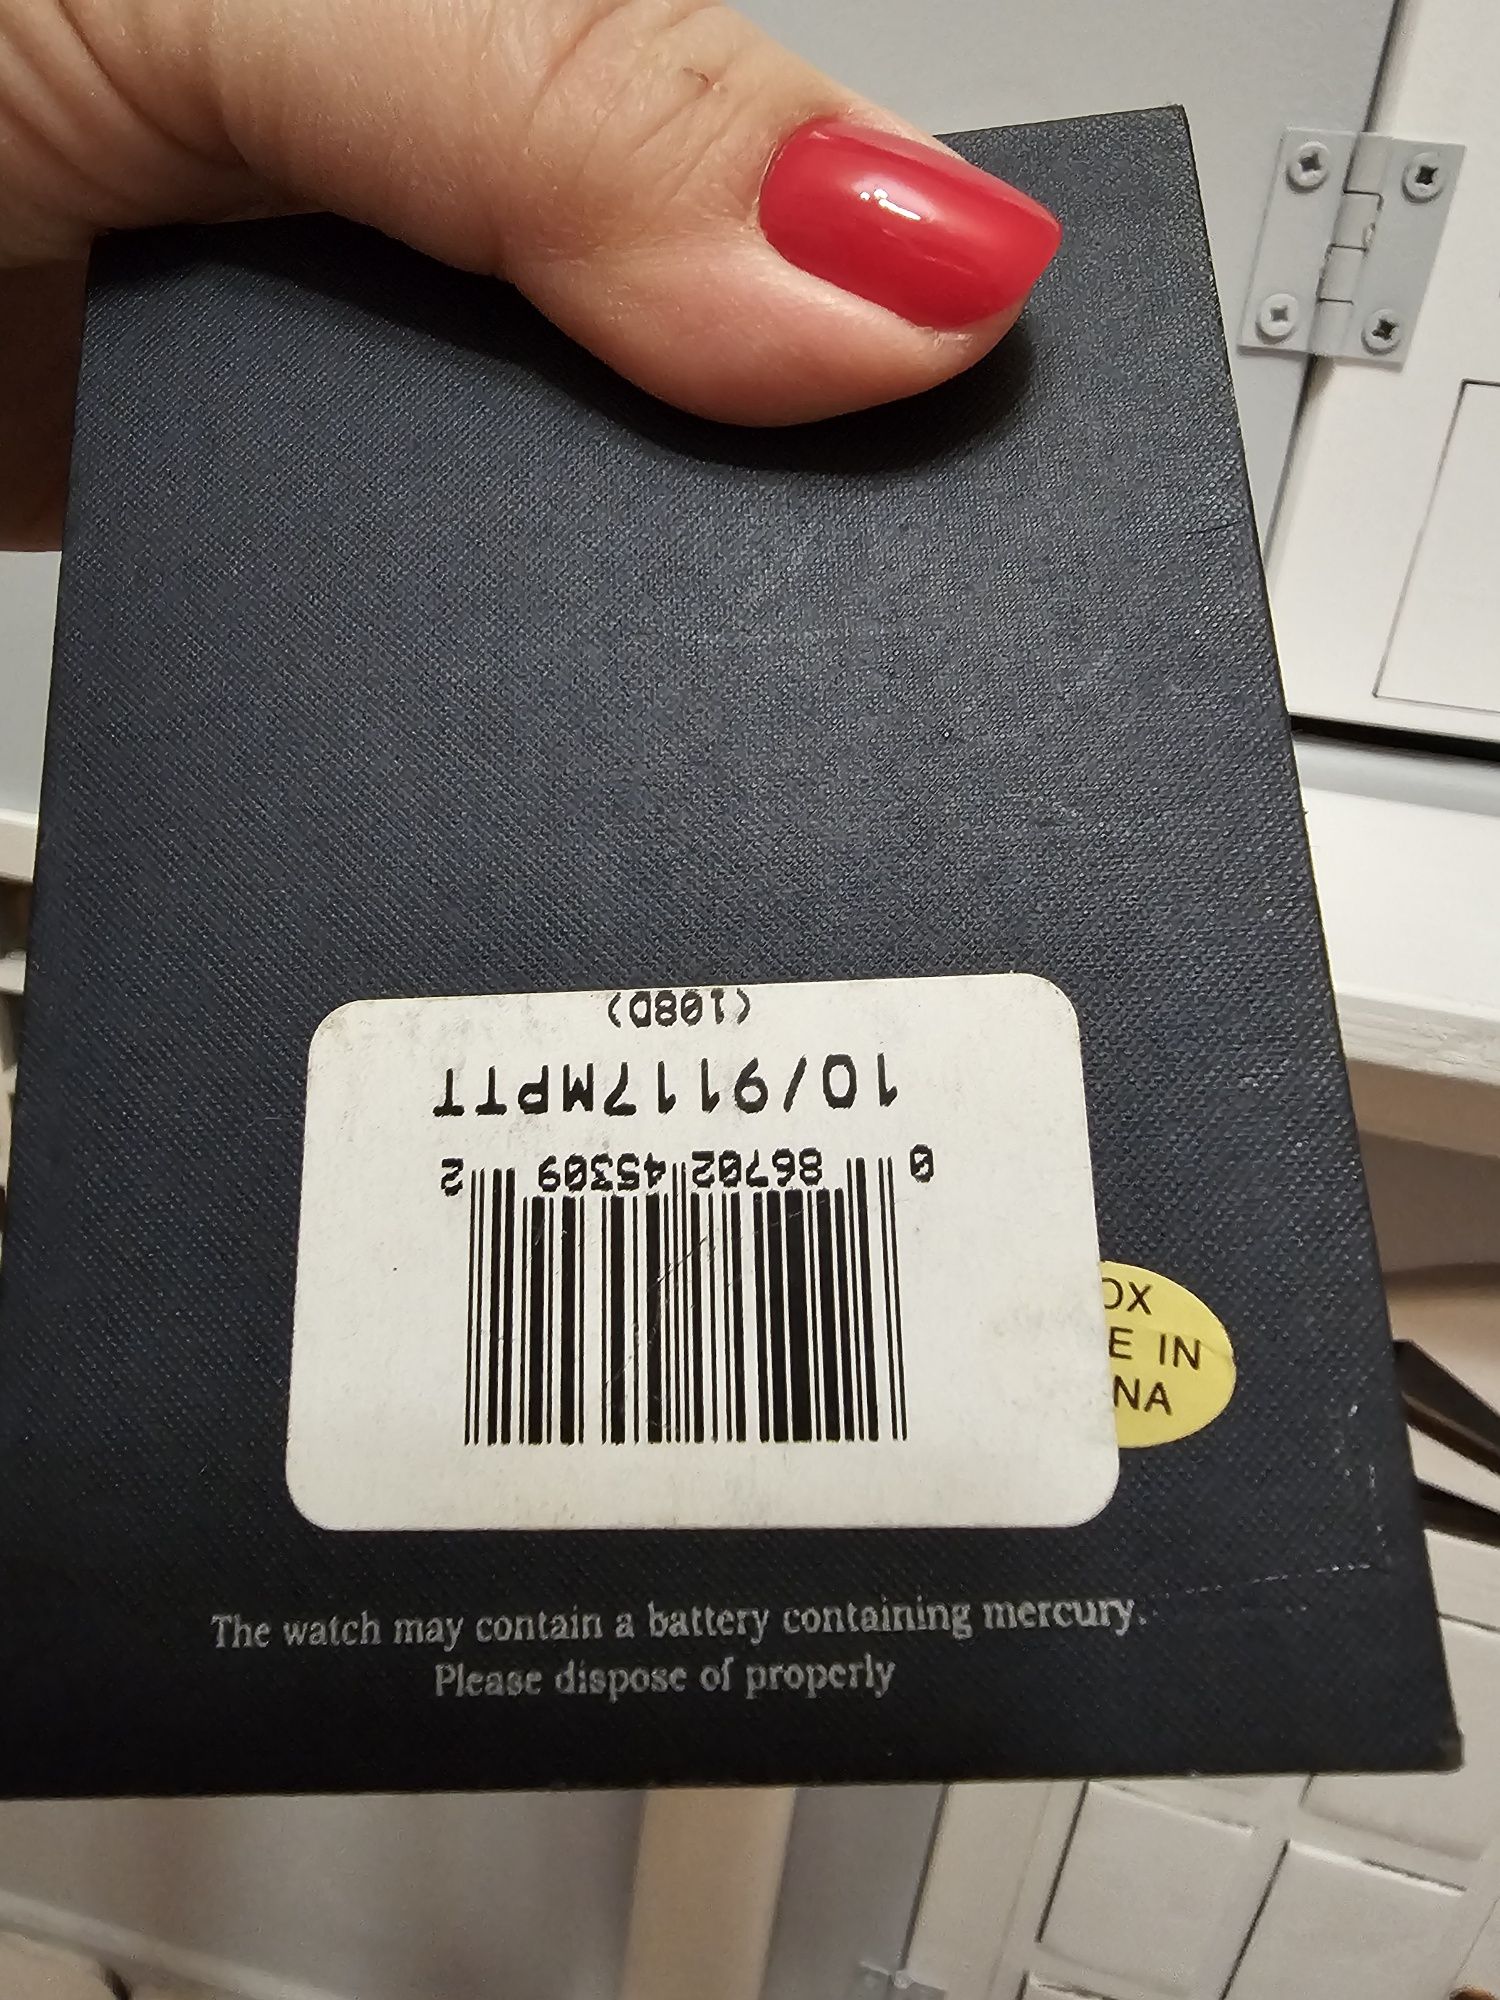 (108D)
10/9117MPTT
0 86702 45309 2
OX
E IN
NA
The watch may contain a battery containing mercury.
Please dispose of properly